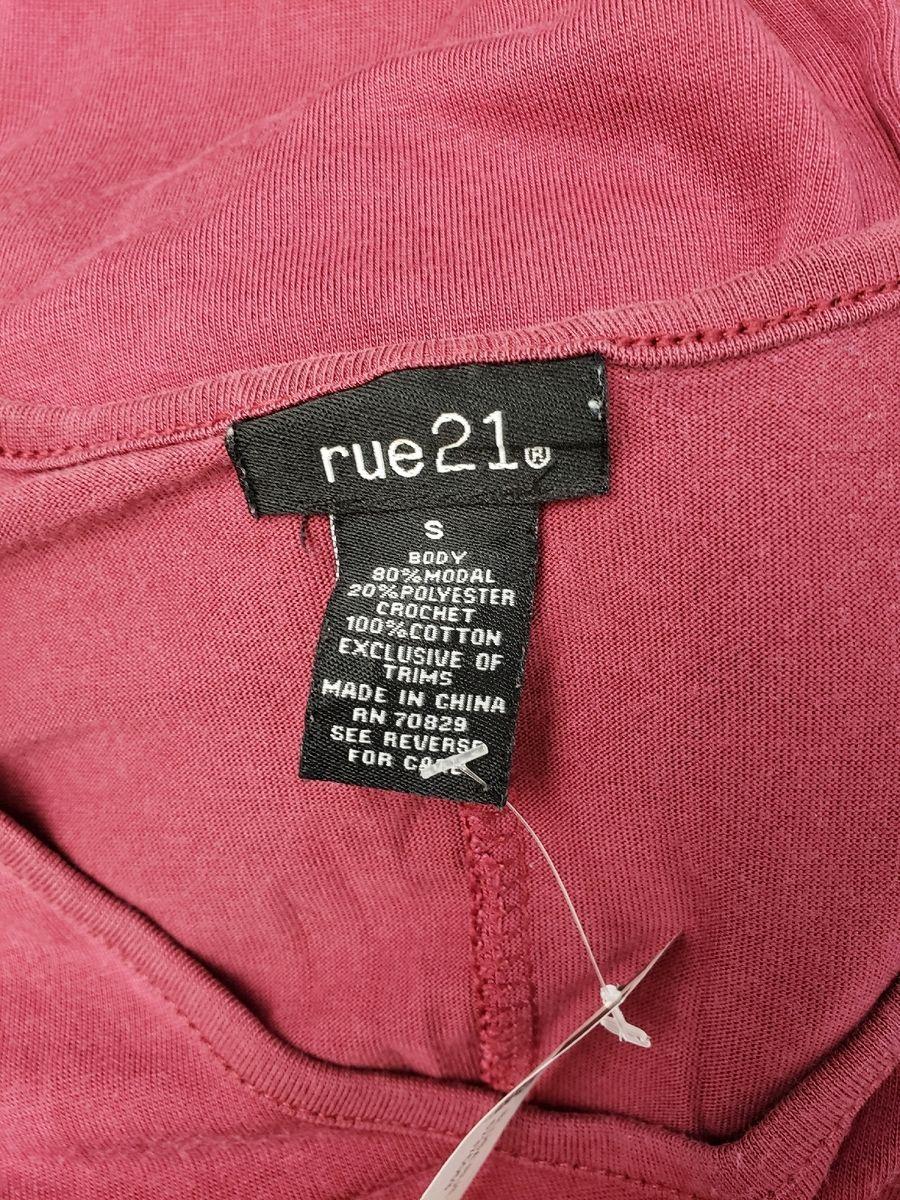 rue21®
S
BODY
80%MODAL
20%POLYESTER
CROCHET
100%COTTON
EXCLUSIVE OF
TRIMS
MADE IN CHINA
RN 70829
SEE REVERSE
FOR CARE